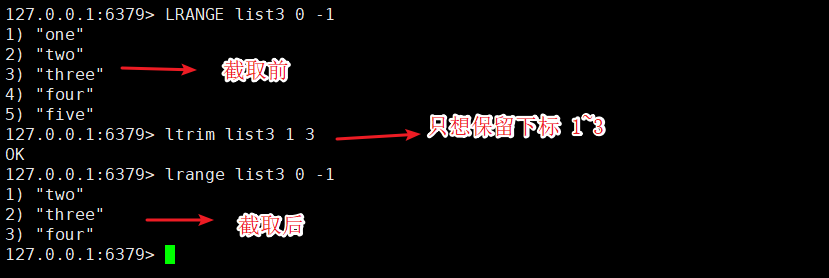 127.0.0.1:6379> LRANGE list3 0 -1
1) "one"
2) "two"
3) "three" 截取前
4) "four"
5) "five"
127.0.0.1:6379> ltrim list3 1 3 只想保留下标 1~3
OK
127.0.0.1:6379> lrange list3 0 -1
1) "two"
2) "three" 截取后
3) "four"
127.0.0.1:6379>